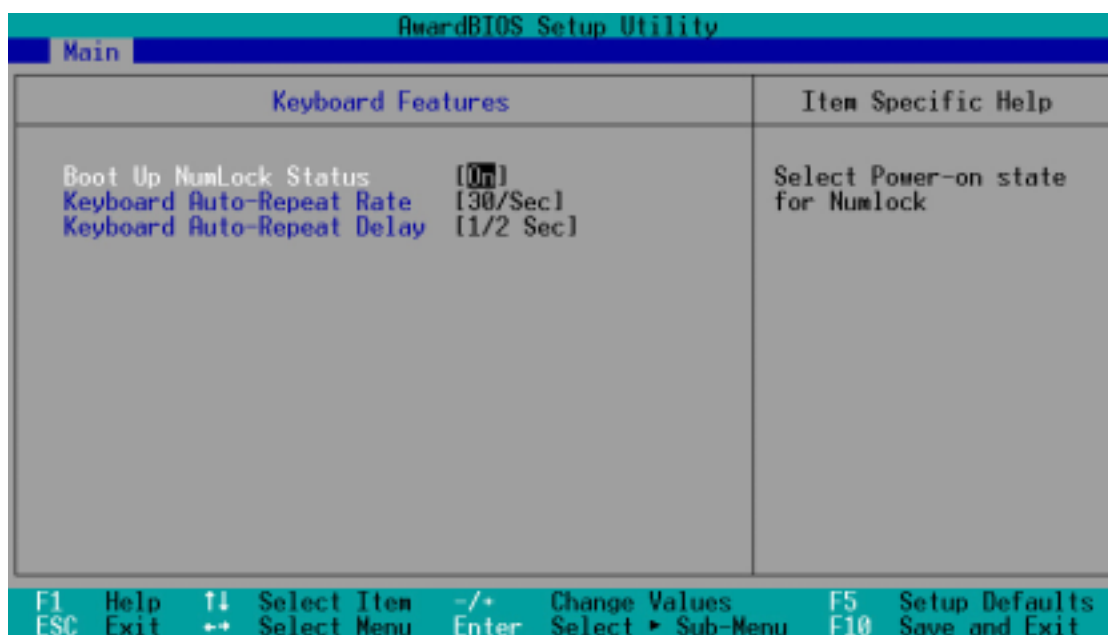 AwardBIOS Setup Utility
Main
Keyboard Features
Item Specific Help
Boot Up NumLock Status [On]
Keyboard Auto-Repeat Rate [30/Sec]
Keyboard Auto-Repeat Delay [1/2 Sec]
Select Power-on state
for Numlock
F1 Help ↑↓ Select Item -/+ Change Values F5 Setup Defaults
ESC Exit ←→ Select Menu Enter Select ► Sub-Menu F10 Save and Exit